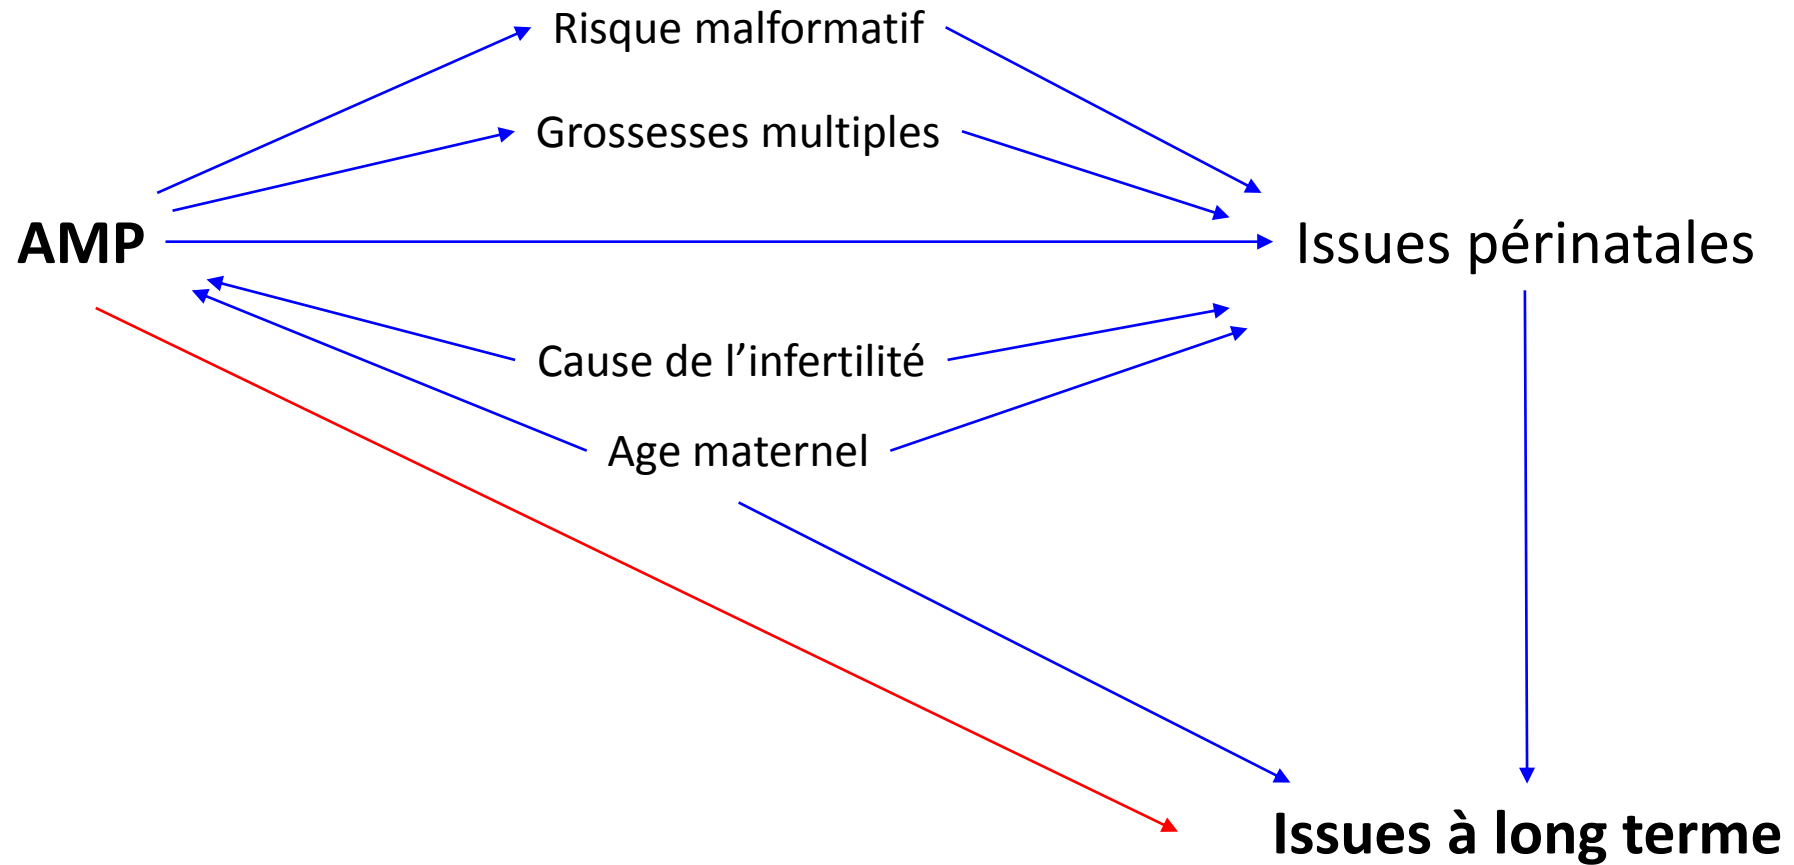 Risque malformatif
Grossesses multiples
AMP
Issues périnatales
Cause de l’infertilité
Age maternel
Issues à long terme